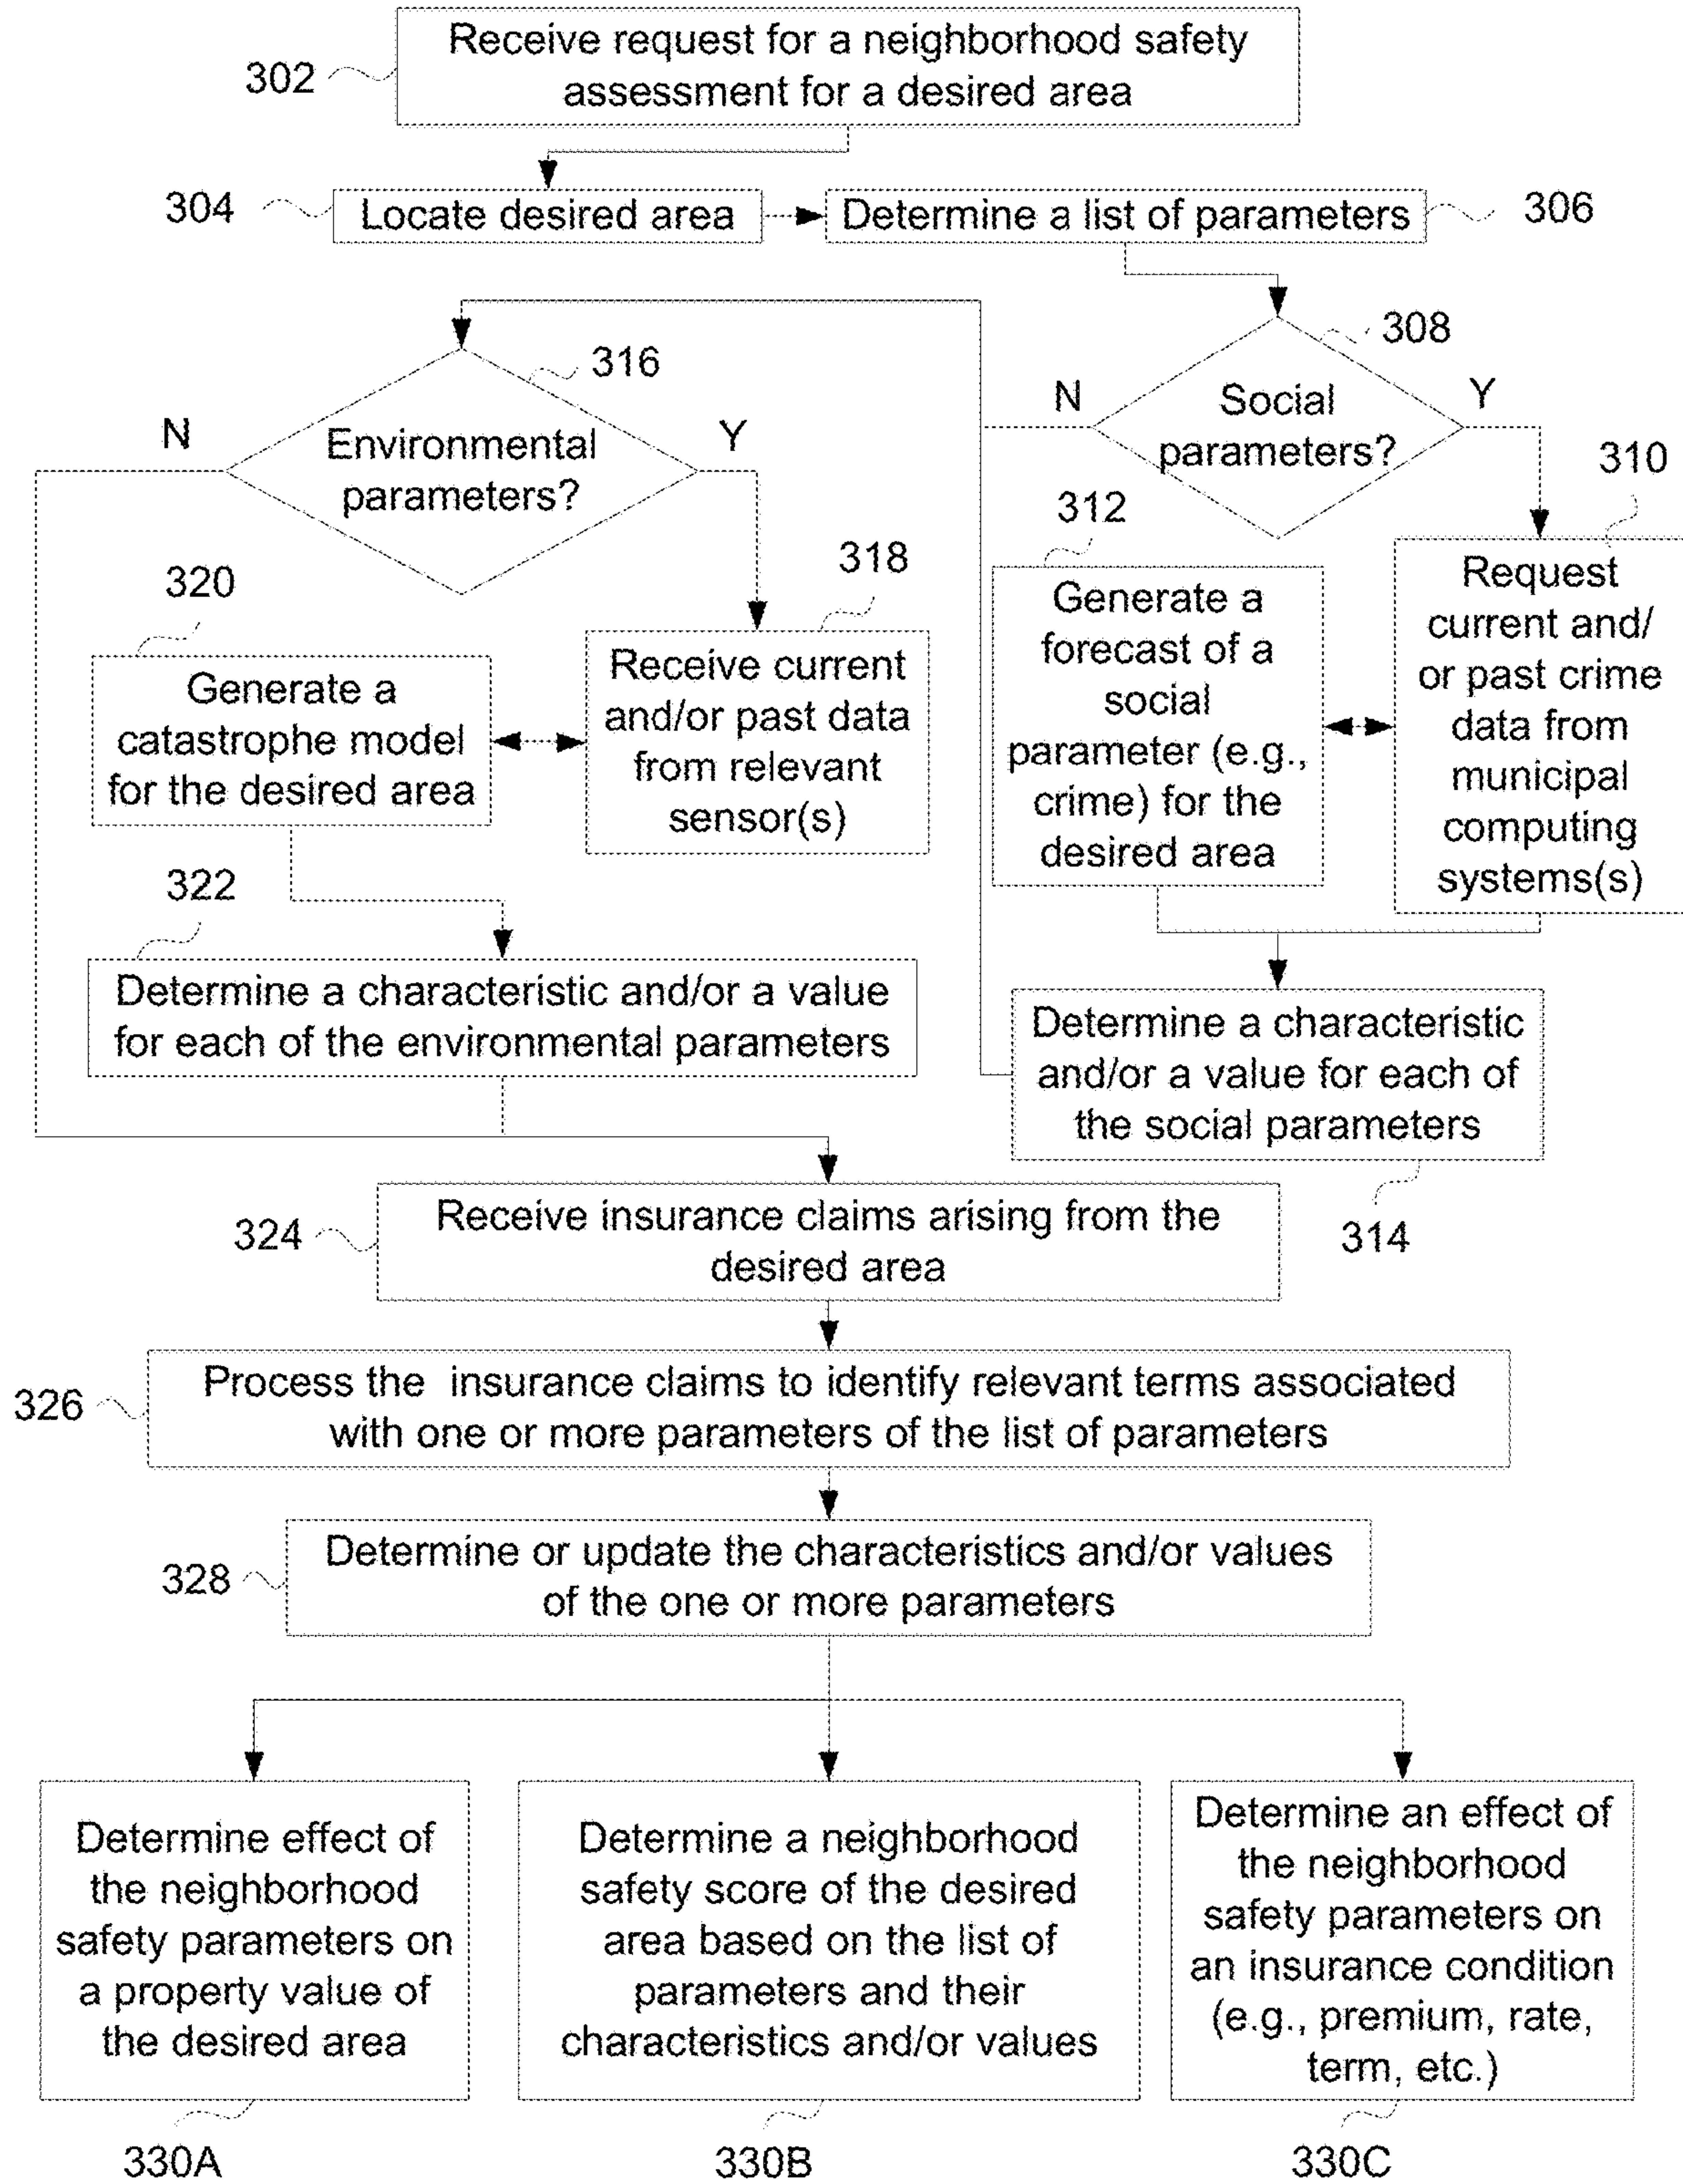 302
Receive request for a neighborhood safety
assessment for a desired area
304
Locate desired area
Determine a list of parameters
306
308
N
Social
parameters?
Y
316
N
Environmental
parameters?
Y
310
Request
current and/
or past crime
data from
municipal
computing
systems(s)
312
Generate a
forecast of a
social
parameter (e.g.,
crime) for the
desired area
318
Receive current
and/or past data
from relevant
sensor(s)
320
Generate a
catastrophe model
for the desired area
322
Determine a characteristic and/or a value
for each of the environmental parameters
Determine a characteristic
and/or a value for each of
the social parameters
314
324
Receive insurance claims arising from the
desired area
326
Process the insurance claims to identify relevant terms associated
with one or more parameters of the list of parameters
328
Determine or update the characteristics and/or values
of the one or more parameters
Determine effect of
the neighborhood
safety parameters on
a property value of
the desired area
330A
Determine a neighborhood
safety score of the desired
area based on the list of
parameters and their
characteristics and/or values
330B
Determine an effect of
the neighborhood
safety parameters on
an insurance condition
(e.g., premium, rate,
term, etc.)
330C